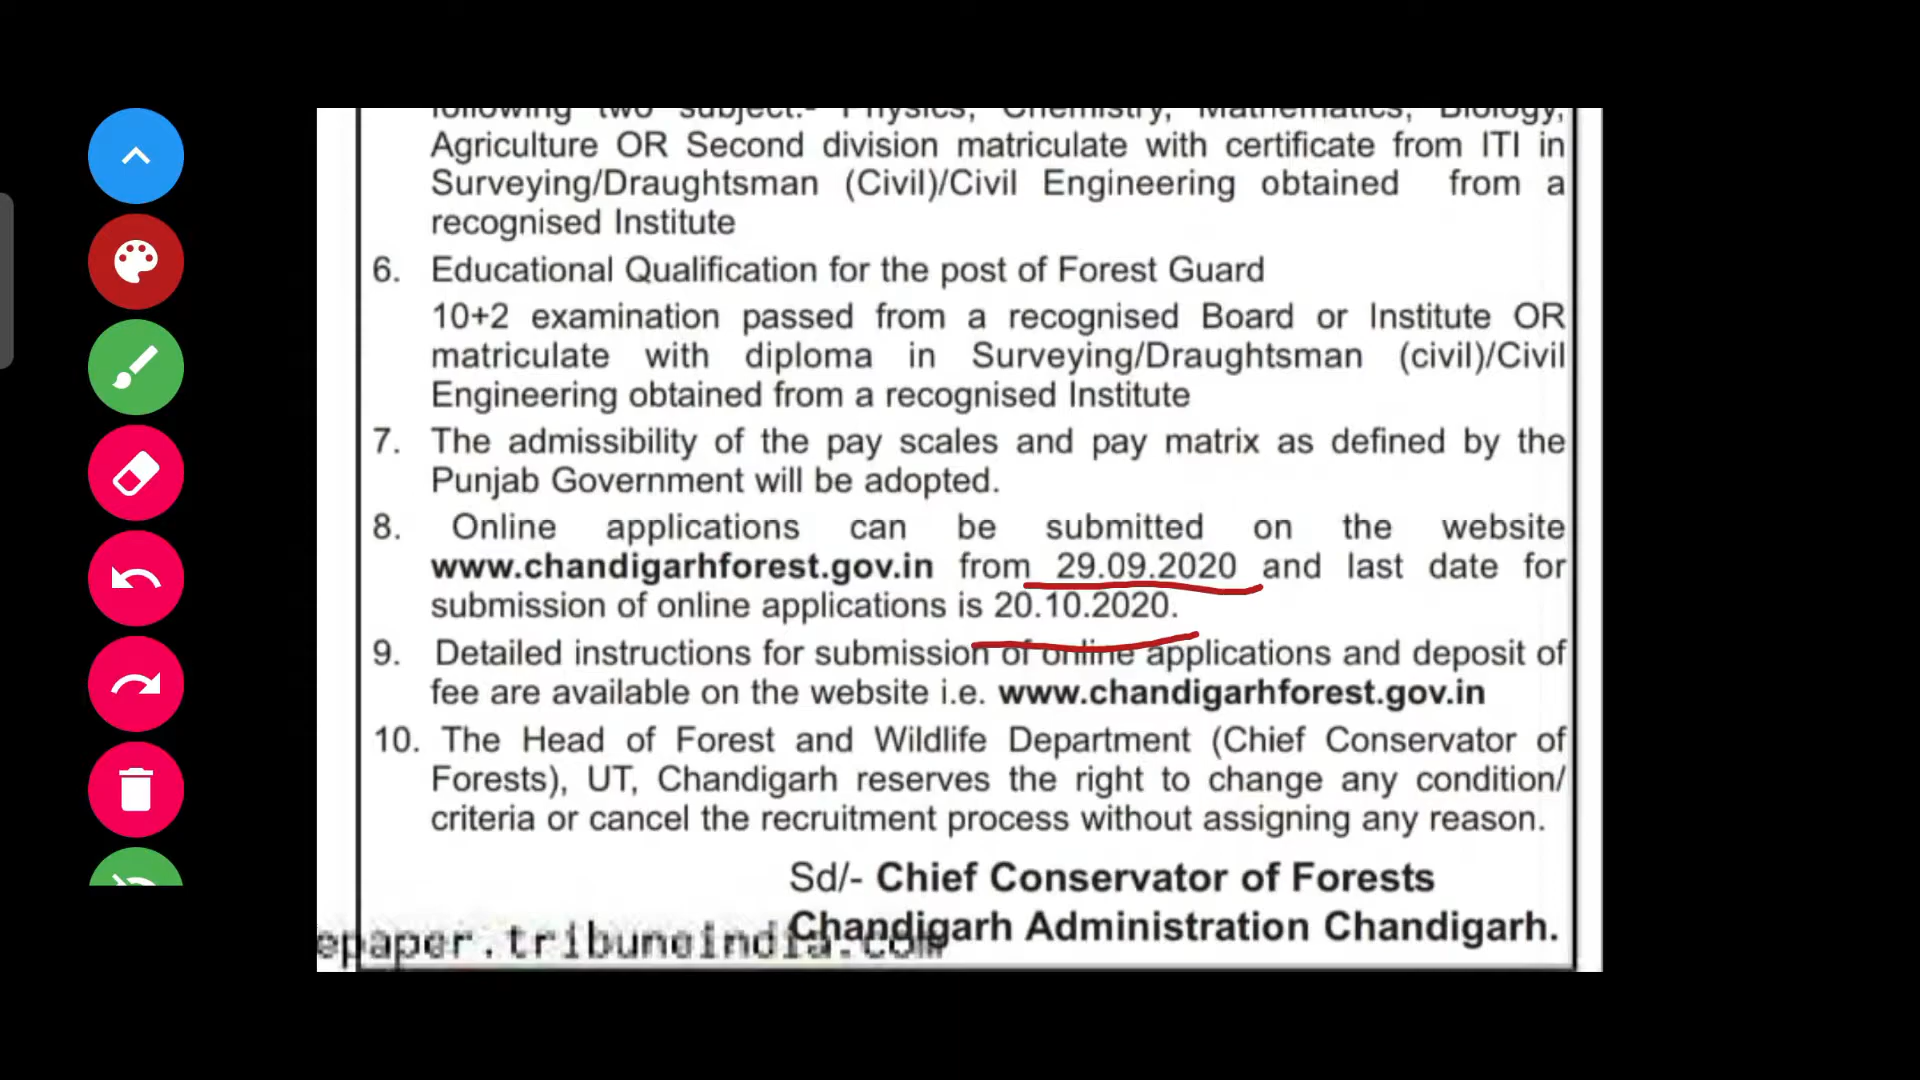 following two subject:- Physics, Chemistry, Mathematics, Biology,
Agriculture OR Second division matriculate with certificate from ITI in
Surveying/Draughtsman (Civil)/Civil Engineering obtained from a
recognised Institute
6. Educational Qualification for the post of Forest Guard
10+2 examination passed from a recognised Board or Institute OR
matriculate with diploma in Surveying/Draughtsman (civil)/Civil
Engineering obtained from a recognised Institute
7. The admissibility of the pay scales and pay matrix as defined by the
Punjab Government will be adopted.
8. Online applications can be submitted on the website
www.chandigarhforest.gov.in from 29.09.2020 and last date for
submission of online applications is 20.10.2020.
9. Detailed instructions for submission of online applications and deposit of
fee are available on the website i.e. www.chandigarhforest.gov.in
10. The Head of Forest and Wildlife Department (Chief Conservator of
Forests), UT, Chandigarh reserves the right to change any condition/
criteria or cancel the recruitment process without assigning any reason.
Sd/- Chief Conservator of Forests
Chandigarh Administration Chandigarh.
epaper.tribuneindia.com